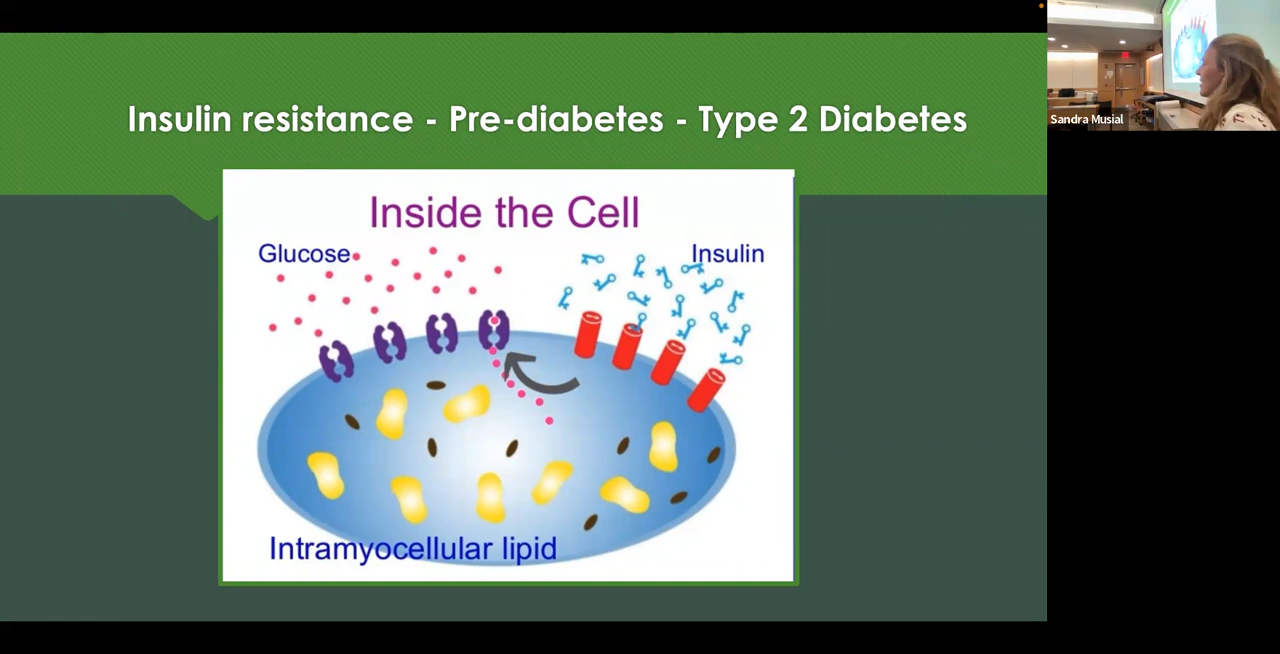 Insulin resistance - Pre-diabetes - Type 2 Diabetes
Inside the Cell
Glucose
Insulin
Intramyocellular lipid
Sandra Musial